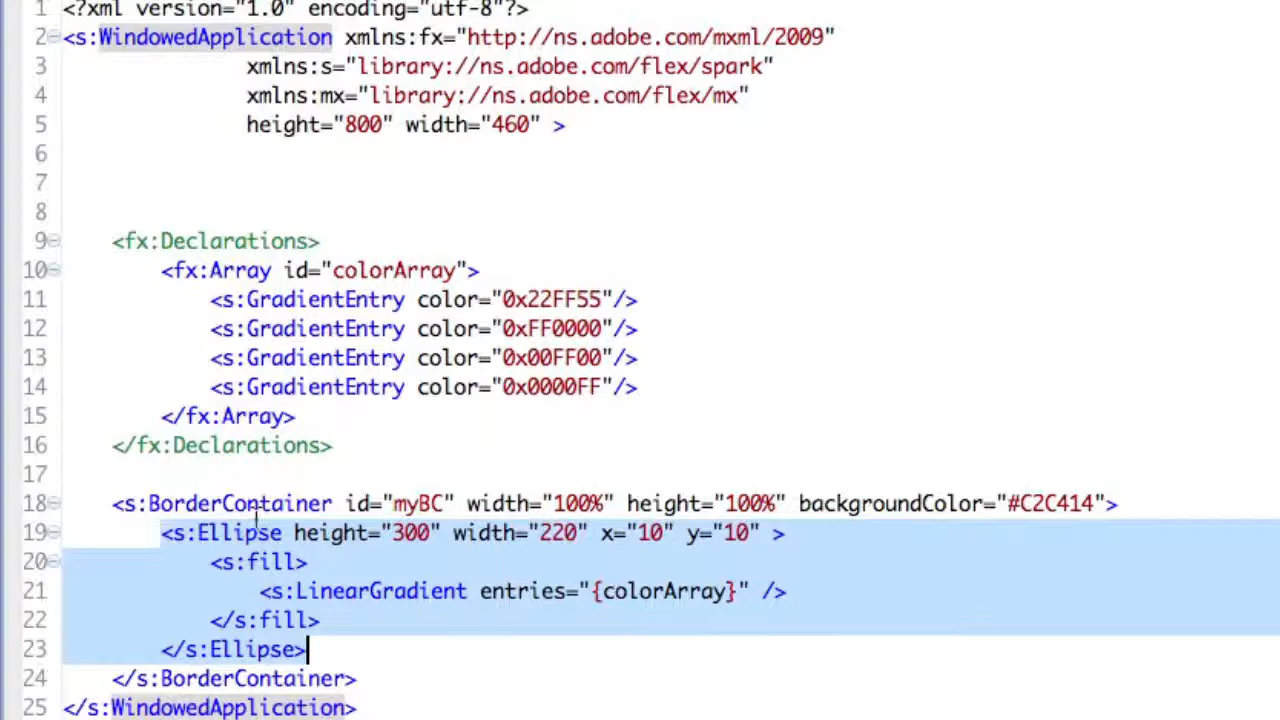 1 <?xml version="1.0" encoding="utf-8"?>
2 <s:WindowedApplication xmlns:fx="http://ns.adobe.com/mxml/2009"
3 xmlns:s="library://ns.adobe.com/flex/spark"
4 xmlns:mx="library://ns.adobe.com/flex/mx"
5 height="800" width="460" >
6
7
8
9 <fx:Declarations>
10 <fx:Array id="colorArray">
11 <s:GradientEntry color="0x22FF55"/>
12 <s:GradientEntry color="0xFF0000"/>
13 <s:GradientEntry color="0x00FF00"/>
14 <s:GradientEntry color="0x0000FF"/>
15 </fx:Array>
16 </fx:Declarations>
17
18 <s:BorderContainer id="myBC" width="100%" height="100%" backgroundColor="#C2C414">
19 <s:Ellipse height="300" width="220" x="10" y="10" >
20 <s:fill>
21 <s:LinearGradient entries="{colorArray}" />
22 </s:fill>
23 </s:Ellipse>
24 </s:BorderContainer>
25 </s:WindowedApplication>